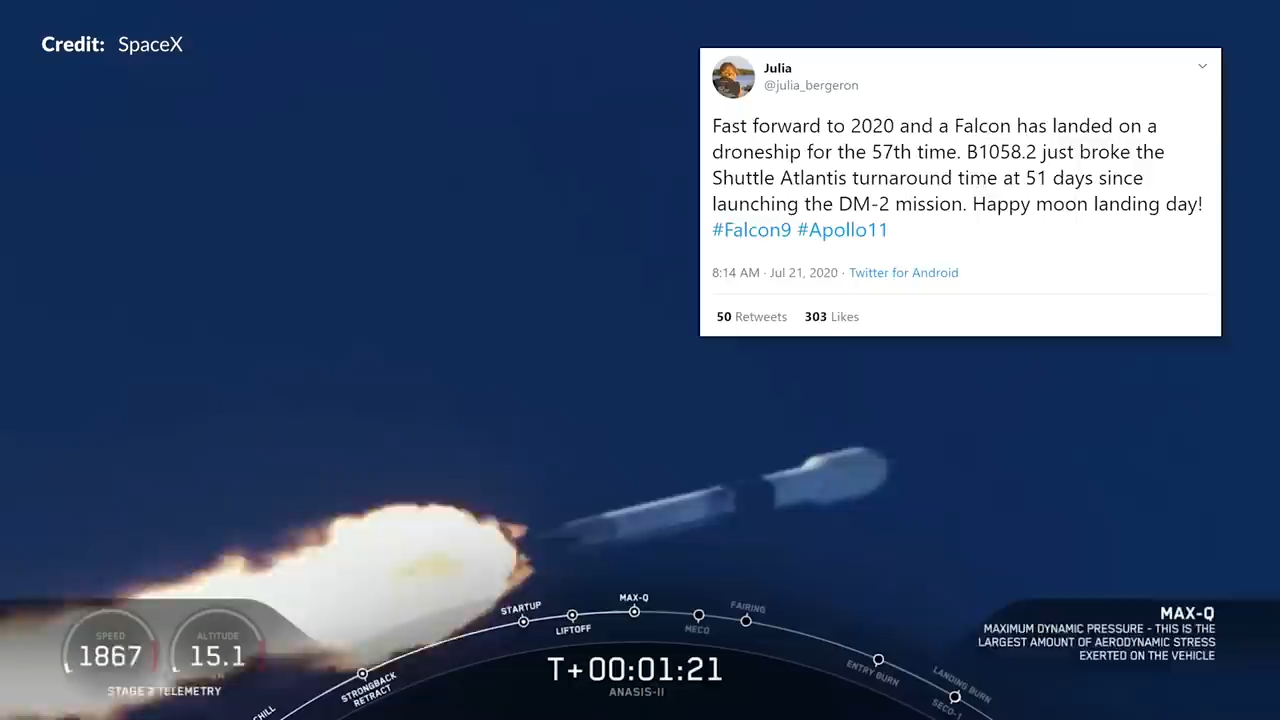 Credit: SpaceX
Julia
@julia_bergeron
Fast forward to 2020 and a Falcon has landed on a
droneship for the 57th time. B1058.2 just broke the
Shuttle Atlantis turnaround time at 51 days since
launching the DM-2 mission. Happy moon landing day!
#Falcon9 #Apollo11
8:14 AM · Jul 21, 2020 · Twitter for Android
50 Retweets 303 Likes
SPEED
1867
ALTITUDE
15.1
TELEMETRY
CHILL
STRONGBACK
RETRACT
STARTUP
LIFTOFF
MAX-Q
MECO
FAIRING
ENTRY BURN
LANDING BURN
SECO-1
T+00:01:21
ANASIS-II
MAX-Q
MAXIMUM DYNAMIC PRESSURE - THIS IS THE
LARGEST AMOUNT OF AERODYNAMIC STRESS
EXERTED ON THE VEHICLE